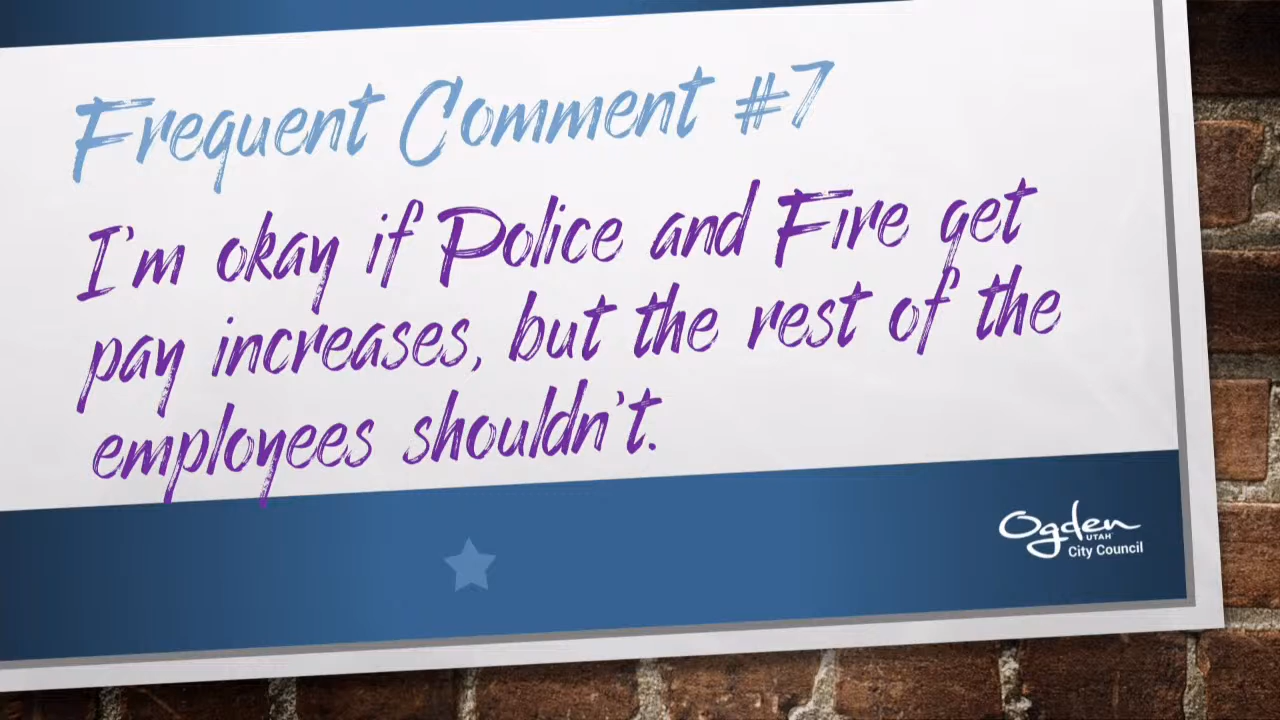 Frequent Comment #7
I'm okay if Police and Fire get
pay increases, but the rest of the
employees shouldn't.
Ogden
UTAH
City Council